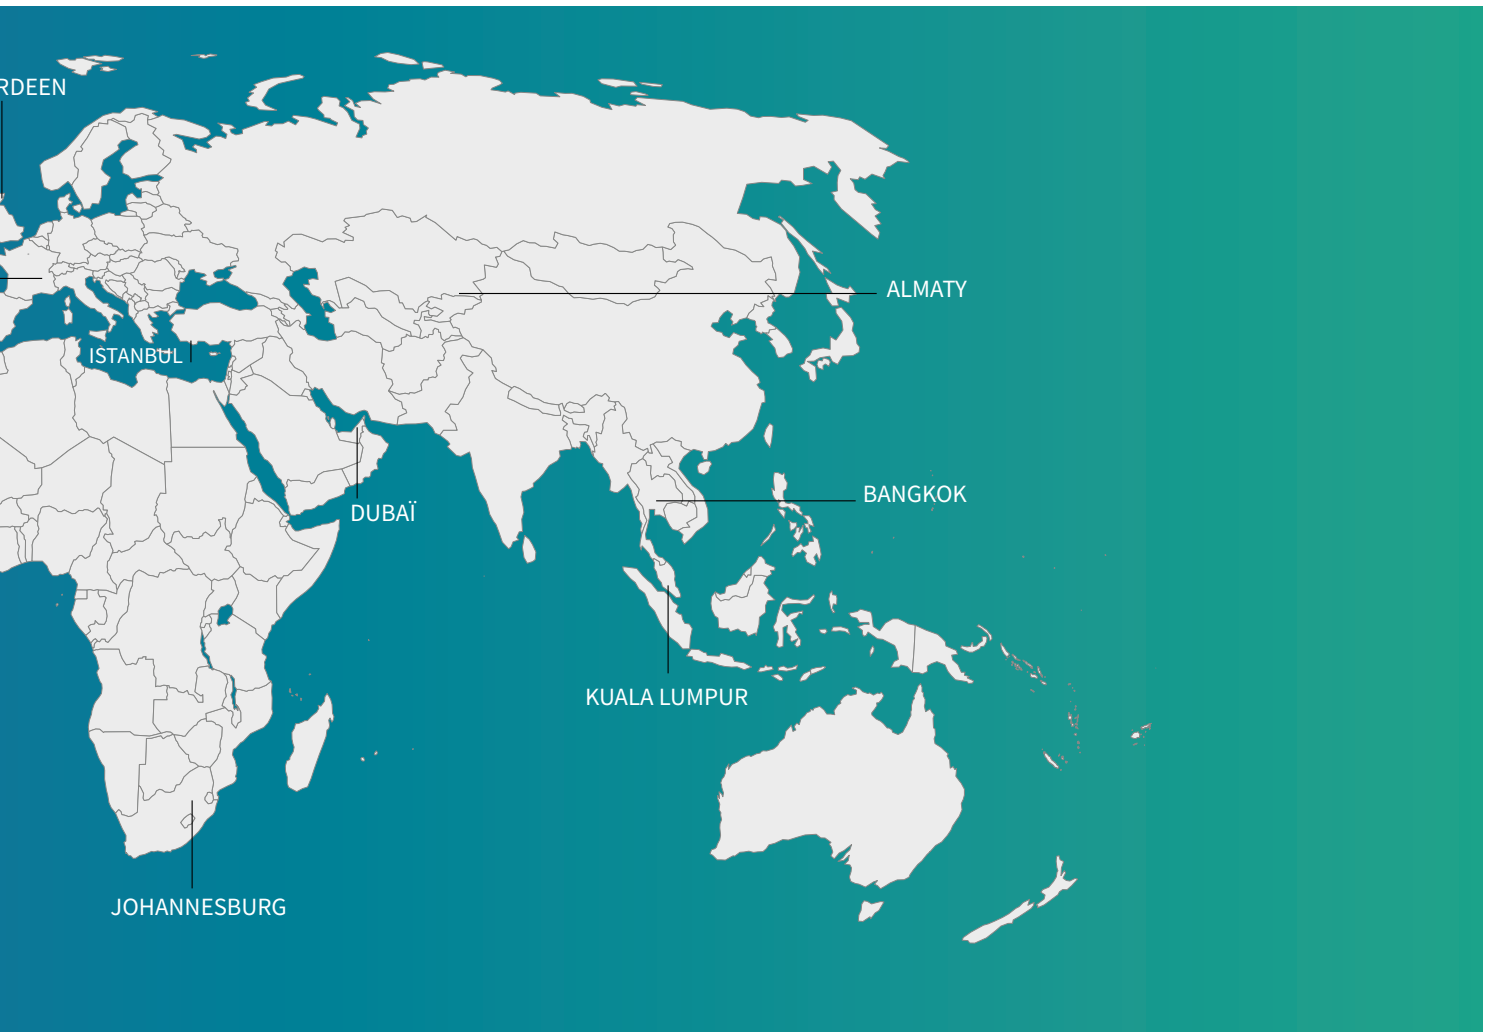 RDEEN
ALMATY
ISTANBUL
BANGKOK
DUBAÏ
KUALA LUMPUR
JOHANNESBURG